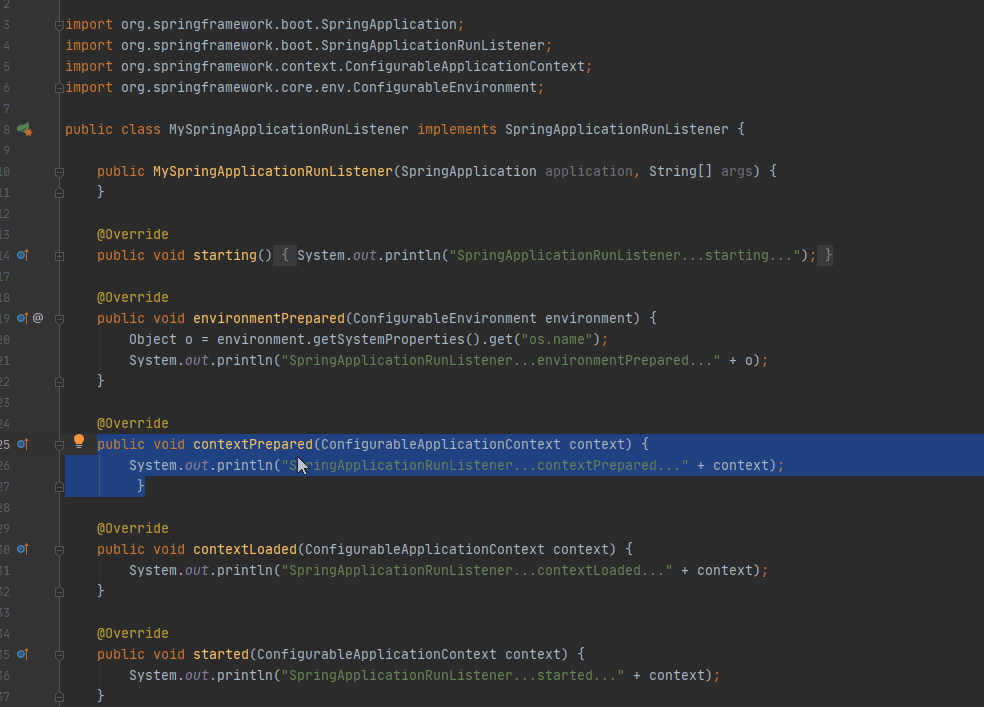 2
3 import org.springframework.boot.SpringApplication;
4 import org.springframework.boot.SpringApplicationRunListener;
5 import org.springframework.context.ConfigurableApplicationContext;
6 import org.springframework.core.env.ConfigurableEnvironment;
7
8 public class MySpringApplicationRunListener implements SpringApplicationRunListener {
9
10 public MySpringApplicationRunListener(SpringApplication application, String[] args) {
11 }
12
13 @Override
14 public void starting() { System.out.println("SpringApplicationRunListener...starting..."); }
17
18 @Override
19 @ public void environmentPrepared(ConfigurableEnvironment environment) {
20 Object o = environment.getSystemProperties().get("os.name");
21 System.out.println("SpringApplicationRunListener...environmentPrepared..." + o);
22 }
23
24 @Override
25 public void contextPrepared(ConfigurableApplicationContext context) {
26 System.out.println("SpringApplicationRunListener...contextPrepared..." + context);
27 }
28
29 @Override
30 public void contextLoaded(ConfigurableApplicationContext context) {
31 System.out.println("SpringApplicationRunListener...contextLoaded..." + context);
32 }
33
34 @Override
35 public void started(ConfigurableApplicationContext context) {
36 System.out.println("SpringApplicationRunListener...started..." + context);
37 }